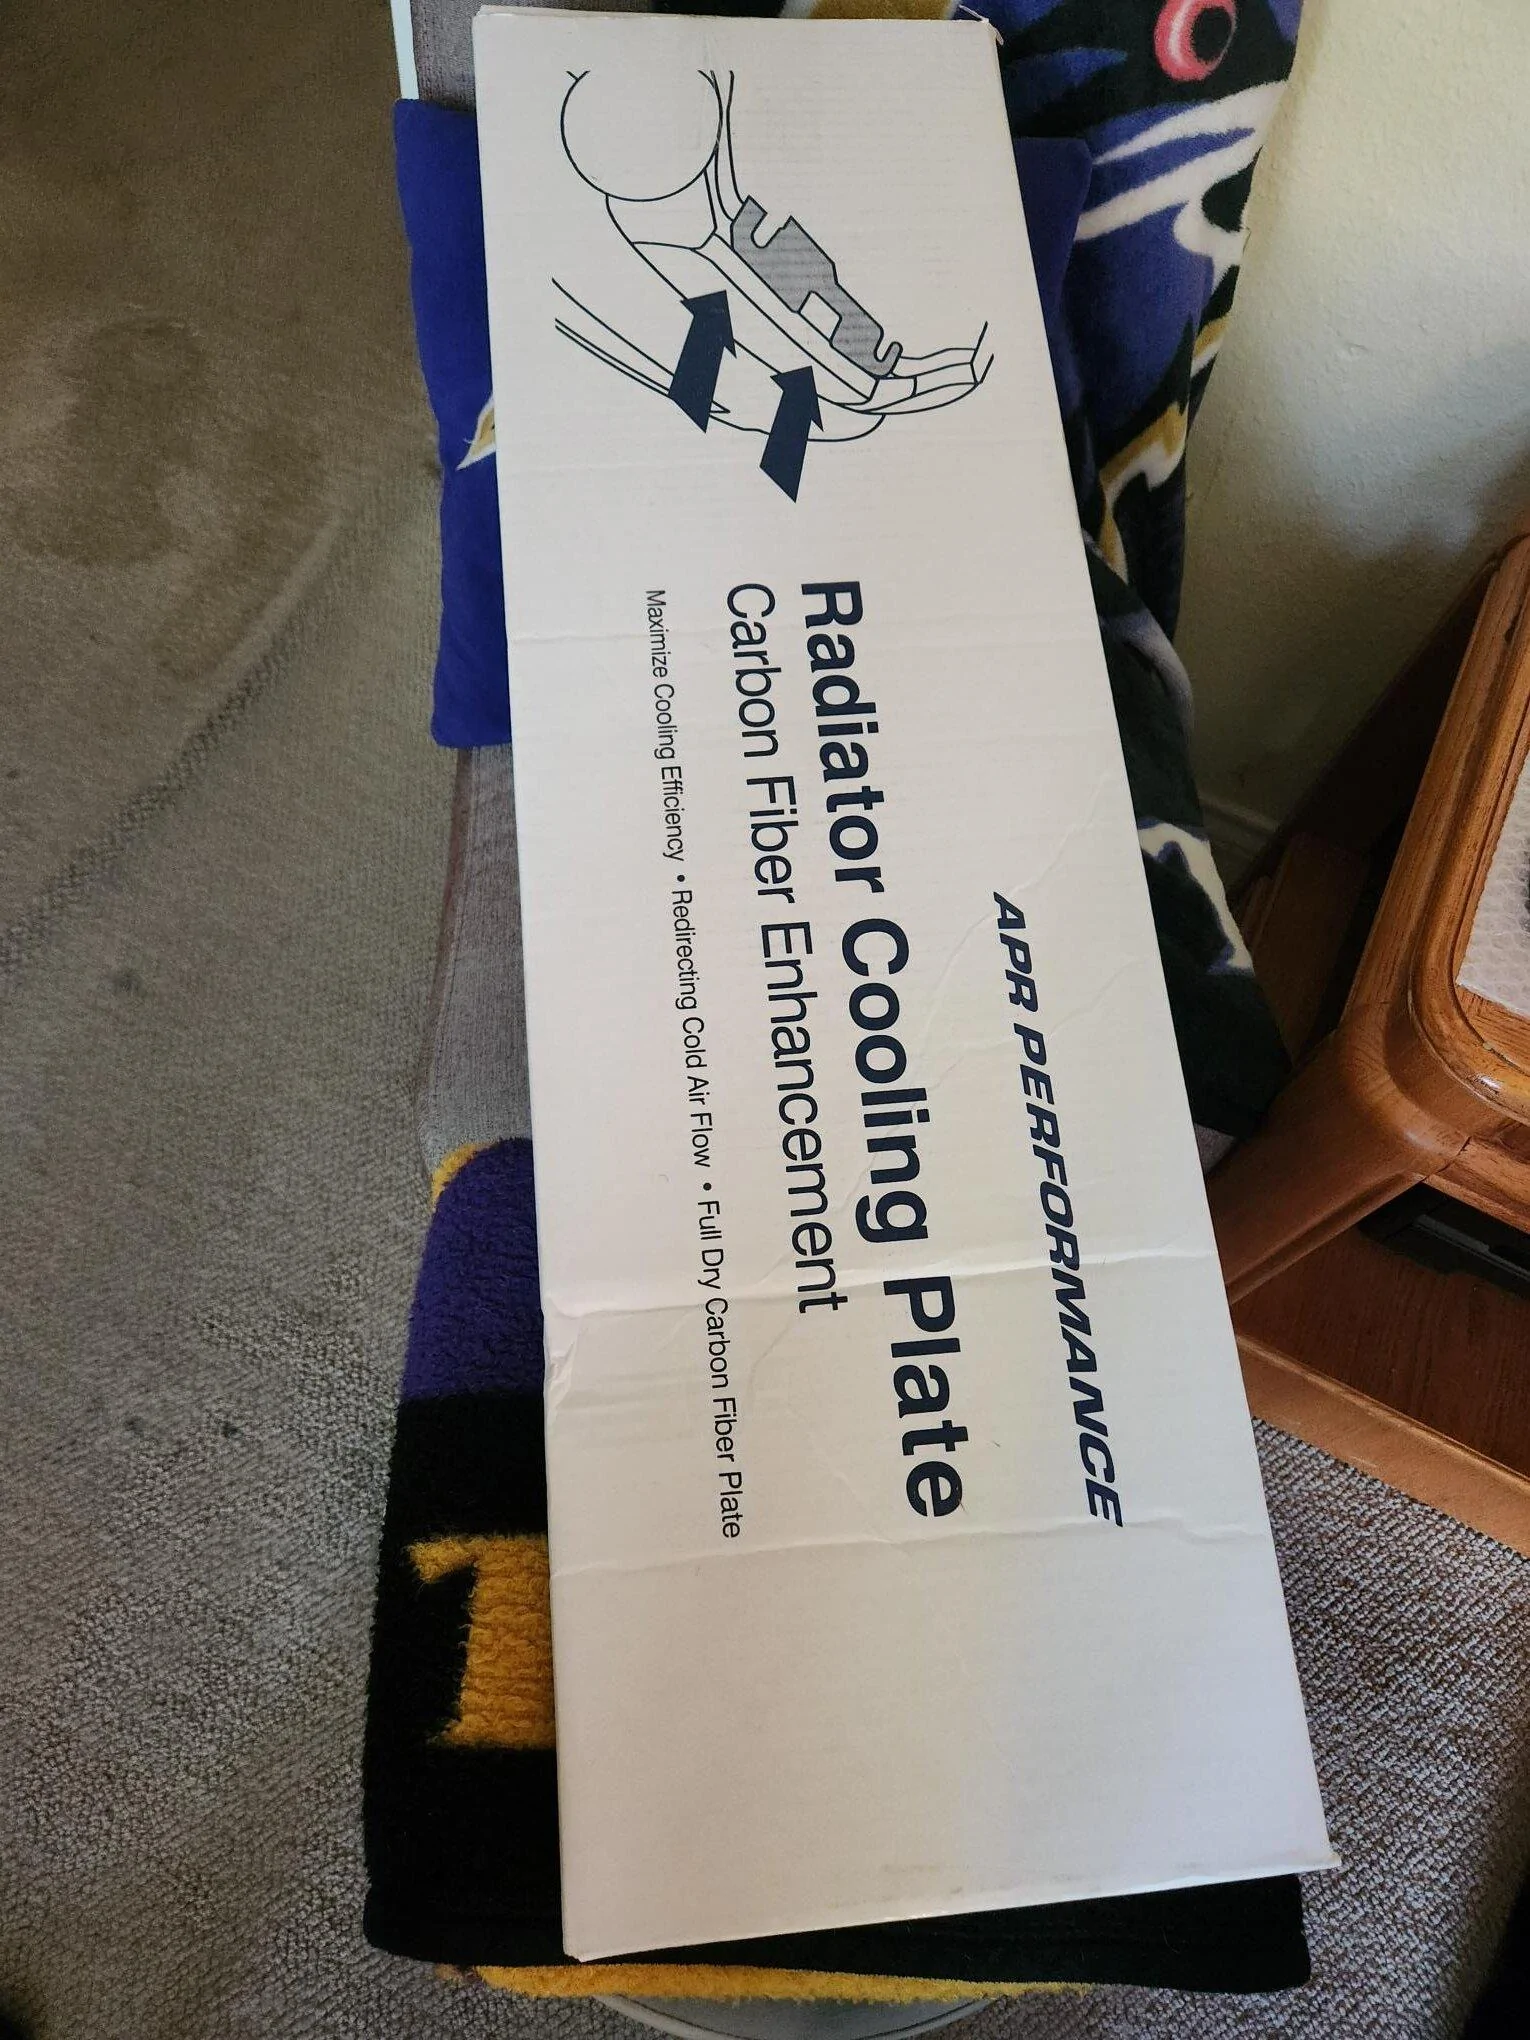 APR PERFORMANCE
Radiator Cooling Plate
Carbon Fiber Enhancement
Maximize Cooling Efficiency • Redirecting Cold Air Flow • Full Dry Carbon Fiber Plate